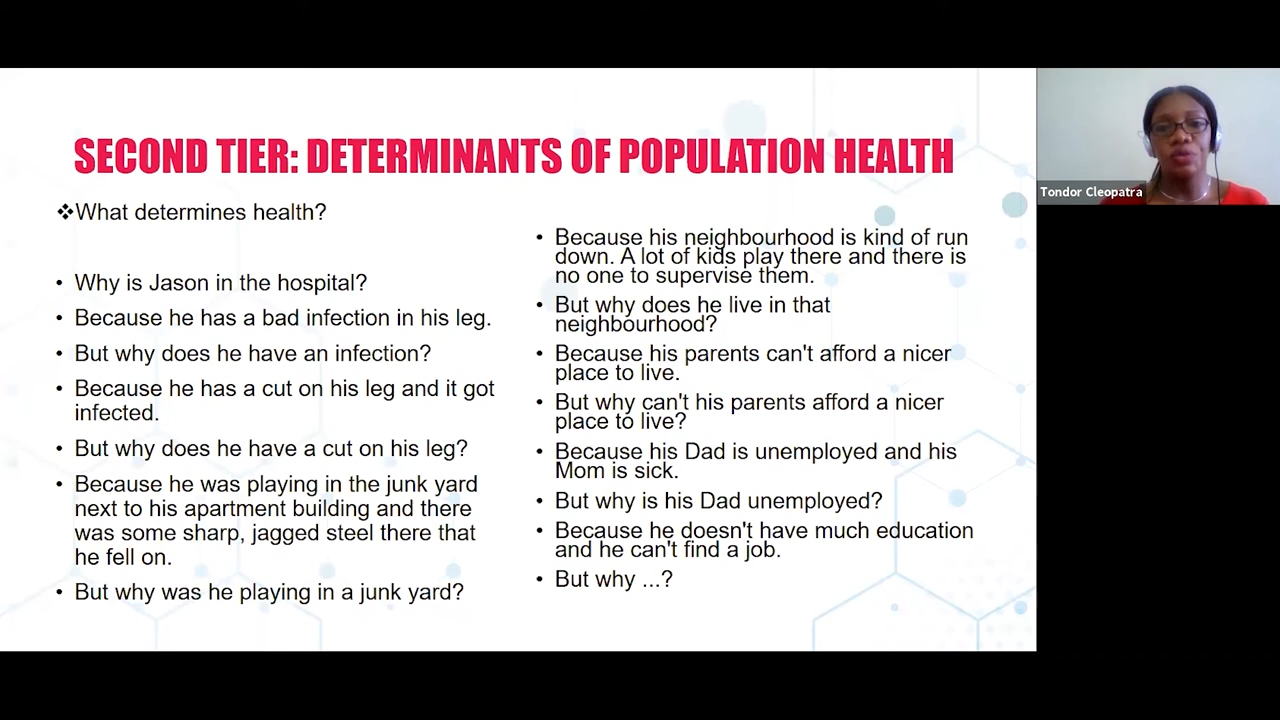 SECOND TIER: DETERMINANTS OF POPULATION HEALTH
❖What determines health?
• Why is Jason in the hospital?
• Because he has a bad infection in his leg.
• But why does he have an infection?
• Because he has a cut on his leg and it got
infected.
• But why does he have a cut on his leg?
• Because he was playing in the junk yard
next to his apartment building and there
was some sharp, jagged steel there that
he fell on.
• But why was he playing in a junk yard?
• Because his neighbourhood is kind of run
down. A lot of kids play there and there is
no one to supervise them.
• But why does he live in that
neighbourhood?
• Because his parents can't afford a nicer
place to live.
• But why can't his parents afford a nicer
place to live?
• Because his Dad is unemployed and his
Mom is sick.
• But why is his Dad unemployed?
• Because he doesn't have much education
and he can't find a job.
• But why ...?
Tondor Cleopatra